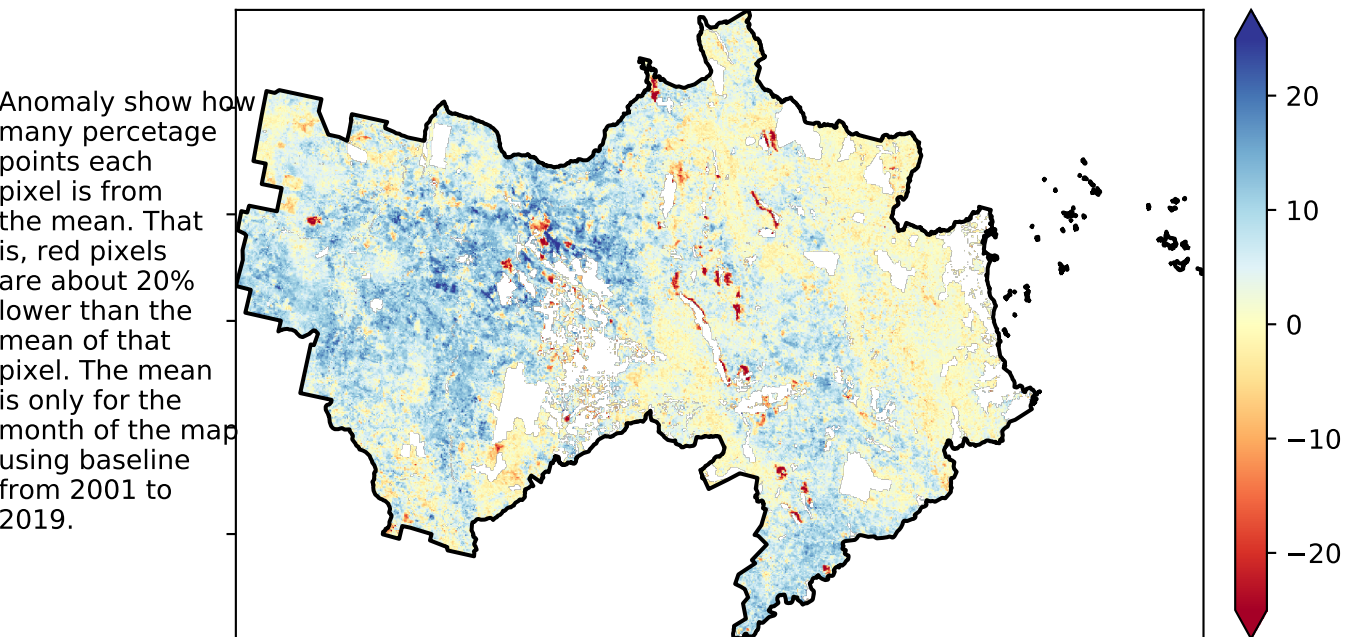 Anomaly show how
many percetage
points each
pixel is from
the mean. That
is, red pixels
are about 20%
lower than the
mean of that
pixel. The mean
is only for the
month of the map
using baseline
from 2001 to
2019.
20
10
0
−10
−20